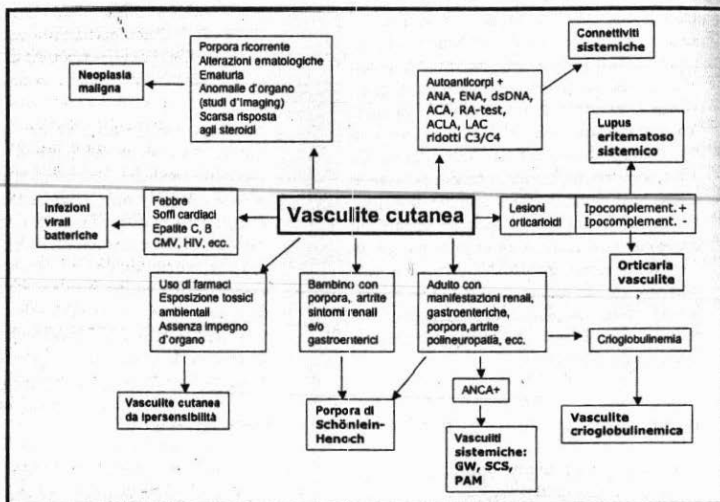 Connettiviti
sistemiche
Porpora ricorrente
Alterazioni ematologiche
Ematuria
Anomalie d'organo
(studi d'imaging)
Scarsa risposta
agli steroidi
Neoplasia
maligna
Autoanticorpi +
ANA, ENA, dsDNA,
ACA, RA-test,
ACLA, LAC
ridotti C3/C4
Lupus
eritematoso
sistemico
Infezioni
virali
batteriche
Febbre
Soffi cardiaci
Epatite C, B
CMV, HIV, ecc.
Vasculite cutanea
Lesioni
orticarioidi
Ipocomplement. +
Ipocomplement. -
Orticaria
vasculite
Uso di farmaci
Esposizione tossici
ambientali
Assenza impegno
d'organo
Bambino con
porpora, artrite
sintomi renali
e/o
gastroenterici
Adulto con
manifestazioni renali,
gastroenteriche,
porpora,artrite
polineuropatia, ecc.
Crioglobulinemia
ANCA+
Vasculite cutanea
da ipersensibilità
Porpora di
Schönlein-
Henoch
Vasculite
crioglobulinemica
Vasculiti
sistemiche:
GW, SCS,
PAM